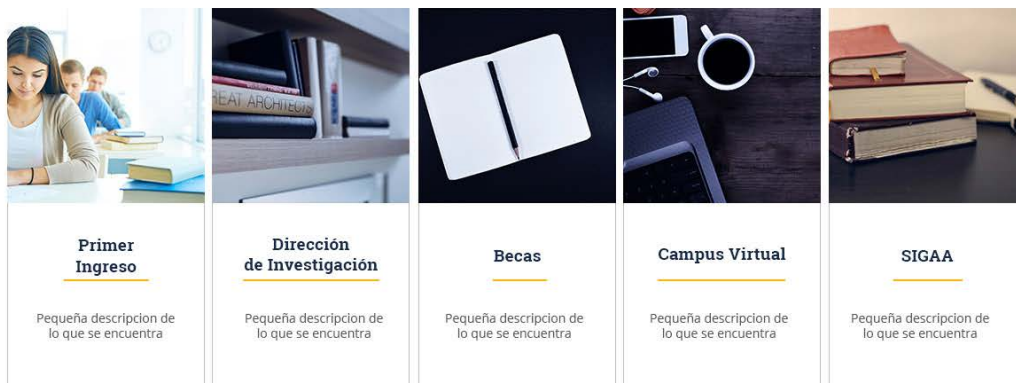 REAT ARCHITECTS
Primer
Ingreso
Pequeña descripcion de
lo que se encuentra
Dirección
de Investigación
Pequeña descripcion de
lo que se encuentra
Becas
Pequeña descripcion de
lo que se encuentra
Campus Virtual
Pequeña descripcion de
lo que se encuentra
SIGAA
Pequeña descripcion de
lo que se encuentra